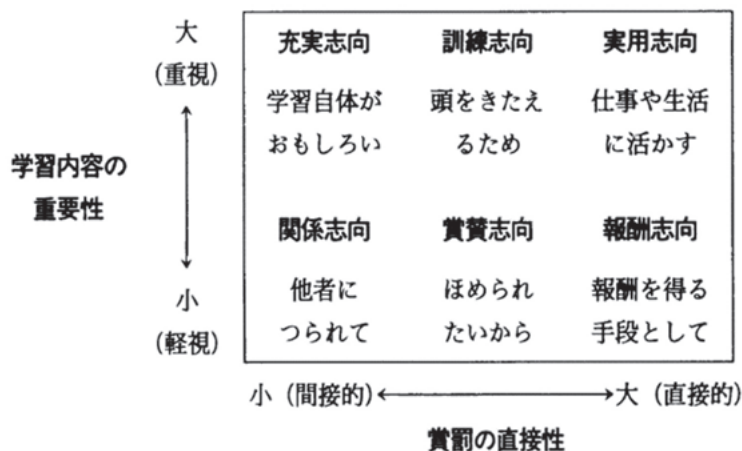 大
(重視)
学習内容の
重要性
小
(軽視)
充実志向 訓練志向 実用志向
学習自体が 頭をきたえ 仕事や生活
おもしろい るため に活かす
関係志向 賞賛志向 報酬志向
他者に ほめられ 報酬を得る
つられて たいから 手段として
小（間接的） 大（直接的）
賞罰の直接性